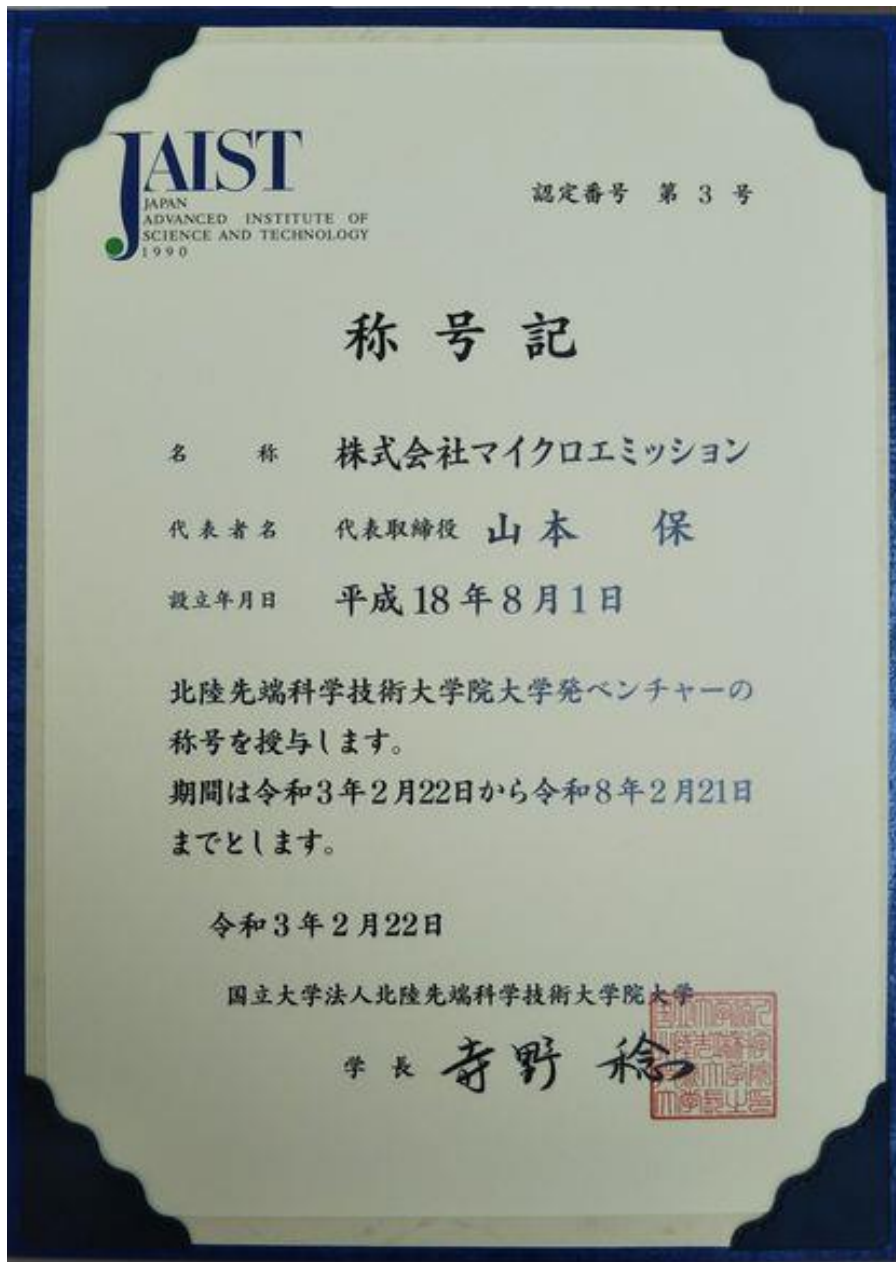 JAIST
JAPAN
ADVANCED INSTITUTE OF
SCIENCE AND TECHNOLOGY
1990
認定番号 第 3 号
称号記
名 称 株式会社マイクロエミッション
代表者名 代表取締役 山本 保
設立年月日 平成18年8月1日
北陸先端科学技術大学院大学発ベンチャーの
称号を授与します。
期間は令和3年2月22日から令和8年2月21日
までとします。
令和3年2月22日
国立大学法人北陸先端科学技術大学院大学
学長 寺野 稔